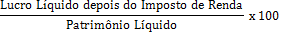 Lucro Líquido depois do Imposto de Renda
Patrimônio Líquido
x 100